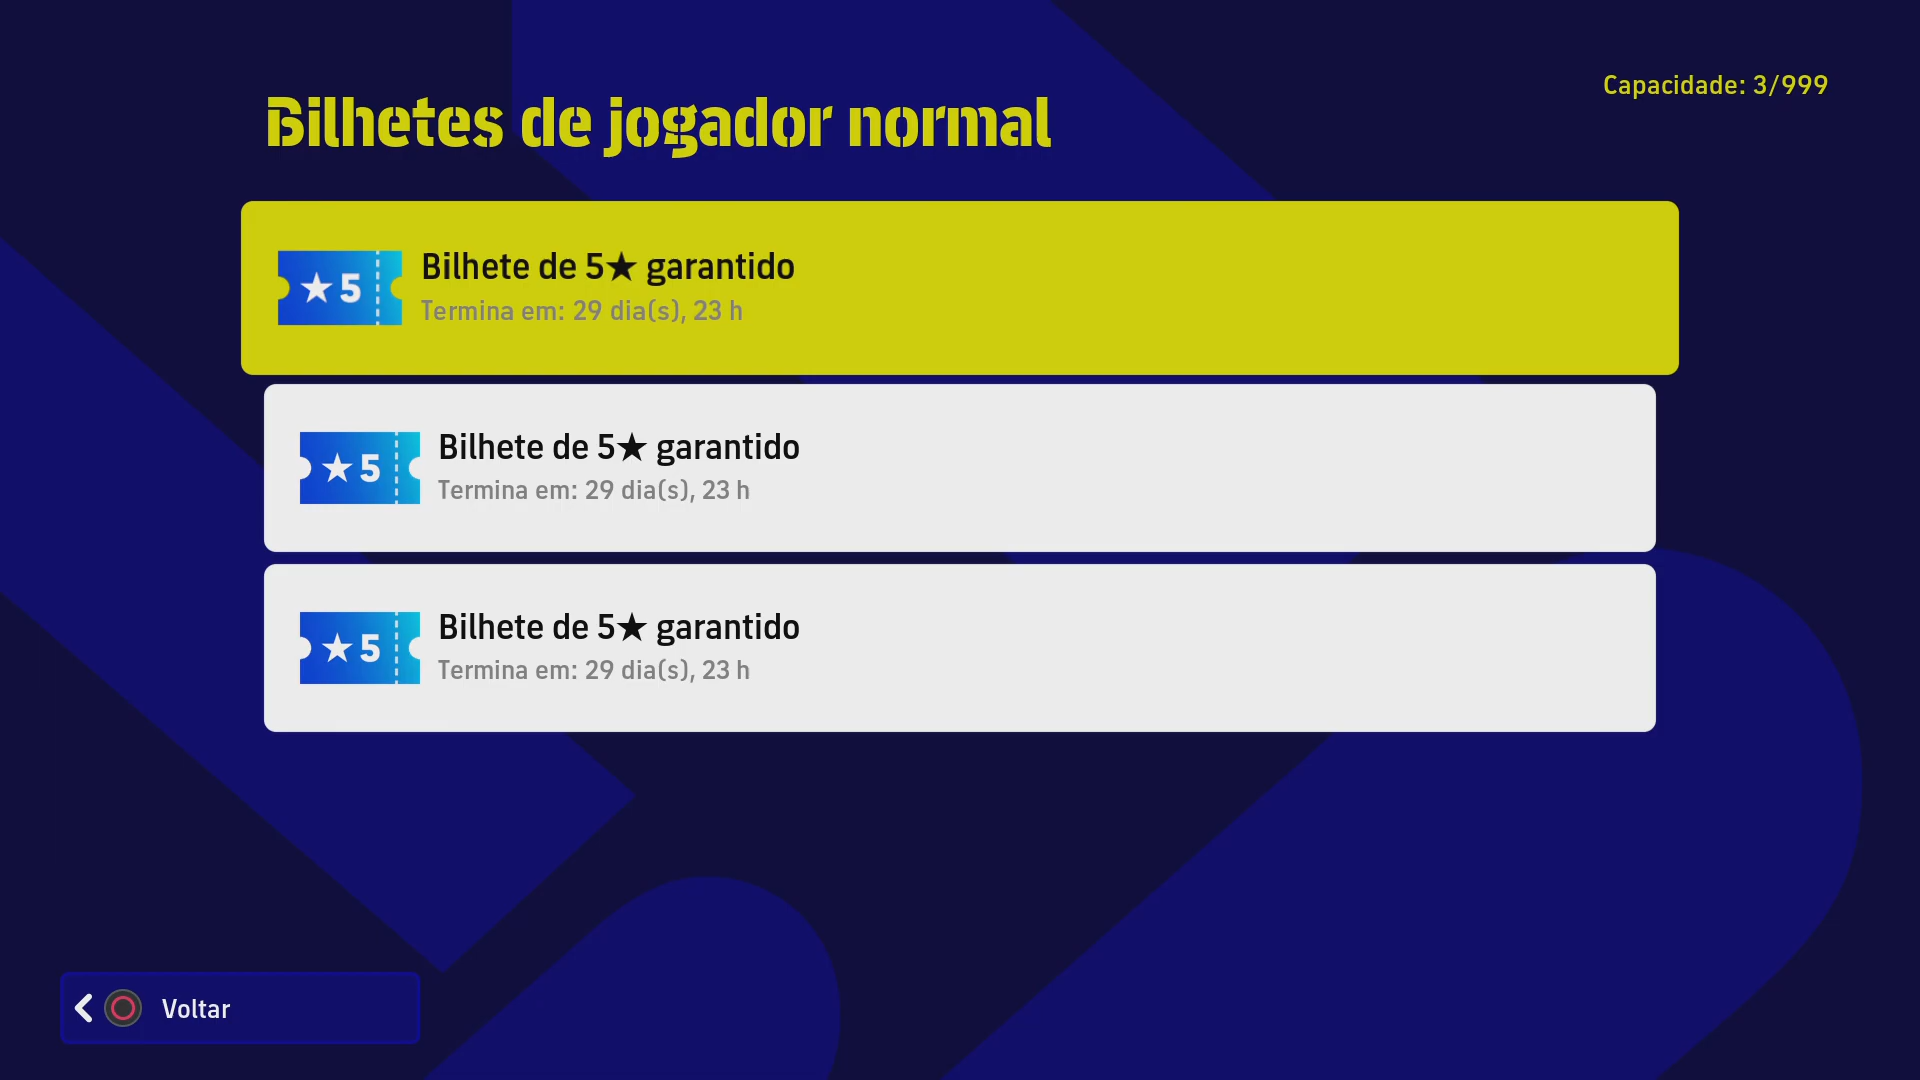 Capacidade: 3/999
Bilhetes de jogador normal
★5
Bilhete de 5★ garantido
Termina em: 29 dia(s), 23 h
★5
Bilhete de 5★ garantido
Termina em: 29 dia(s), 23 h
★5
Bilhete de 5★ garantido
Termina em: 29 dia(s), 23 h
Voltar